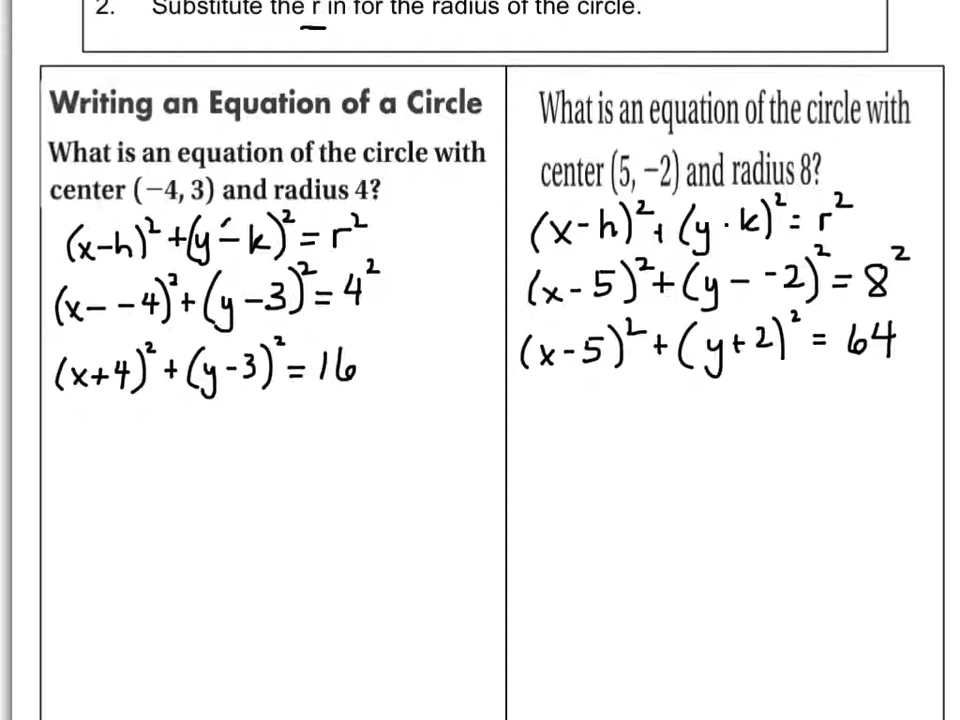 2. Substitute the r in for the radius of the circle.
Writing an Equation of a Circle
What is an equation of the circle with
center (−4, 3) and radius 4?
(x-h)² + (y - k)² = r²
(x - - 4)² + (y - 3)² = 4²
(x+4)² + (y - 3)² = 16
What is an equation of the circle with
center (5, −2) and radius 8?
(x - h)² + (y · k)² = r²
(x - 5)² + (y - - 2)² = 8²
(x - 5)² + (y + 2)² = 64